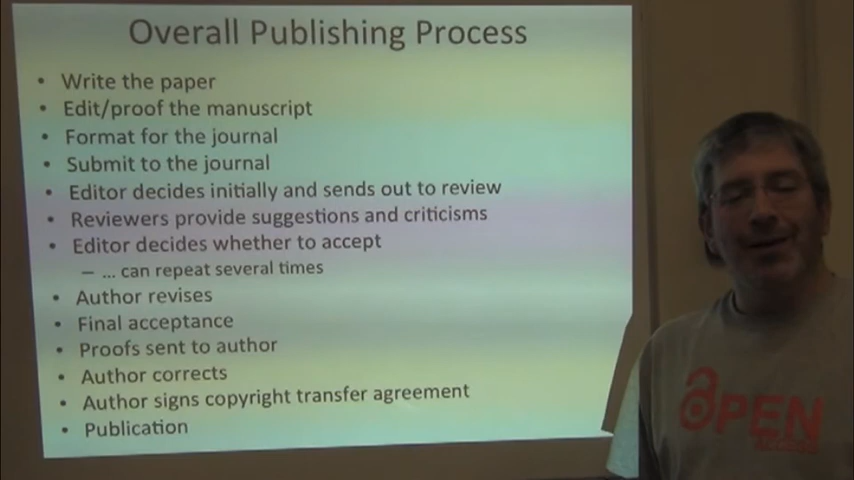 Overall Publishing Process
• Write the paper
• Edit/proof the manuscript
• Format for the journal
• Submit to the journal
• Editor decides initially and sends out to review
• Reviewers provide suggestions and criticisms
• Editor decides whether to accept
– ... can repeat several times
• Author revises
• Final acceptance
• Proofs sent to author
• Author corrects
• Author signs copyright transfer agreement
• Publication
OPEN